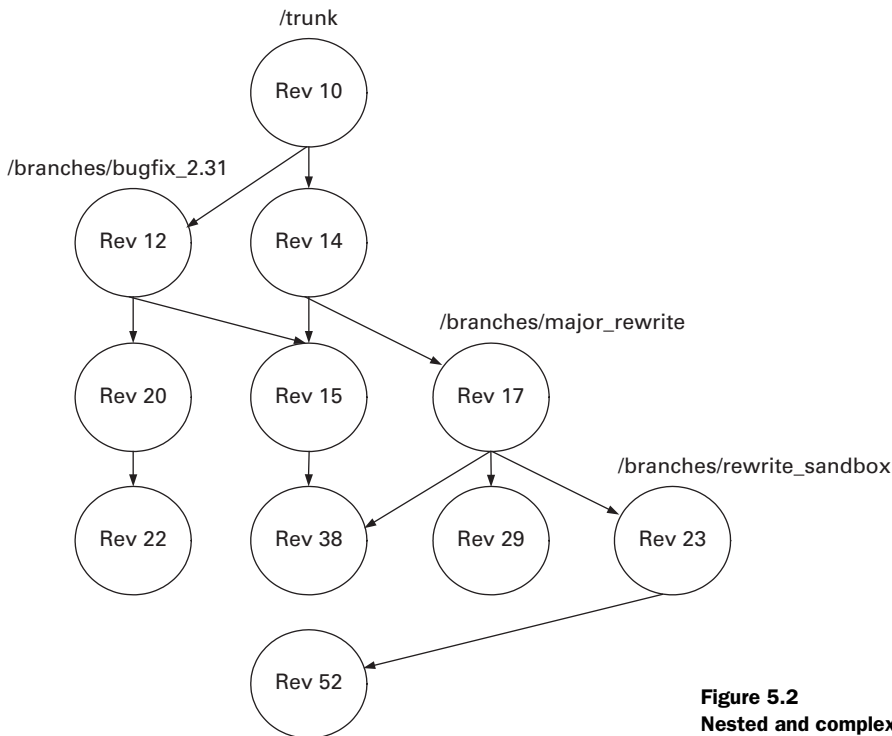 /trunk
Rev 10
/branches/bugfix_2.31
Rev 12
Rev 14
/branches/major_rewrite
Rev 20
Rev 15
Rev 17
/branches/rewrite_sandbox
Rev 22
Rev 38
Rev 29
Rev 23
Rev 52
Figure 5.2
Nested and complex